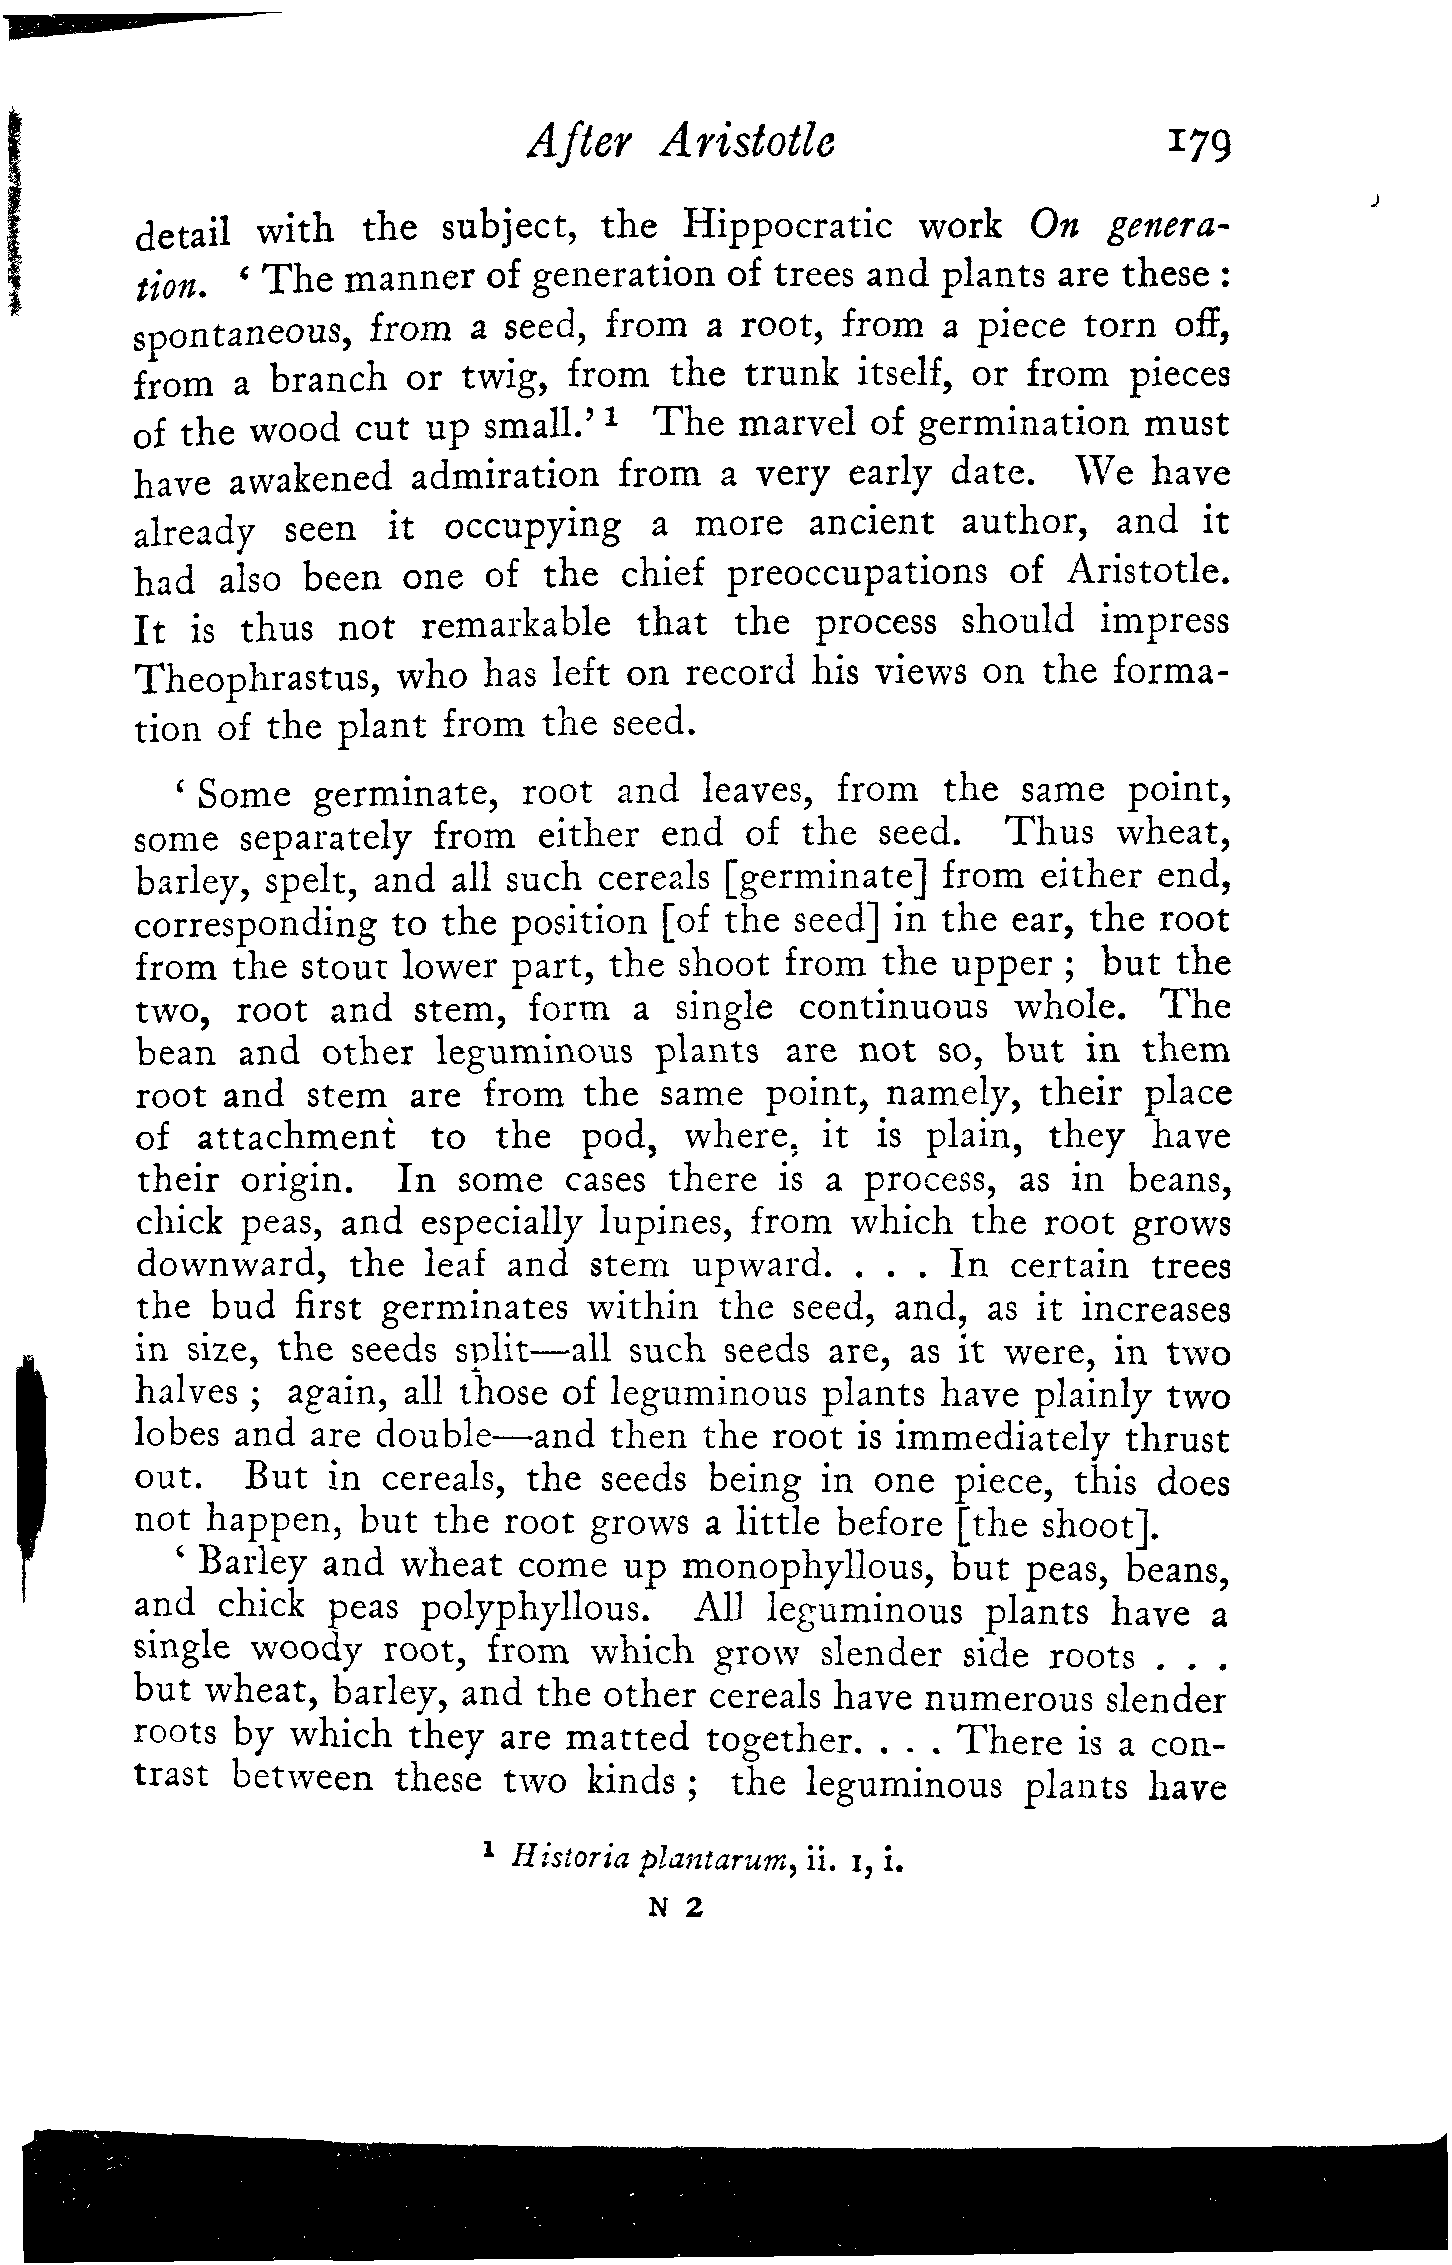 After Aristotle 179
detail with the subject, the Hippocratic work On genera-
tion. ‘ The manner of generation of trees and plants are these :
spontaneous, from a seed, from a root, from a piece torn off,
from a branch or twig, from the trunk itself, or from pieces
of the wood cut up small.’ 1 The marvel of germination must
have awakened admiration from a very early date. We have
already seen it occupying a more ancient author, and it
had also been one of the chief preoccupations of Aristotle.
It is thus not remarkable that the process should impress
Theophrastus, who has left on record his views on the forma-
tion of the plant from the seed.
‘ Some germinate, root and leaves, from the same point,
some separately from either end of the seed. Thus wheat,
barley, spelt, and all such cereals [germinate] from either end,
corresponding to the position [of the seed] in the ear, the root
from the stout lower part, the shoot from the upper ; but the
two, root and stem, form a single continuous whole. The
bean and other leguminous plants are not so, but in them
root and stem are from the same point, namely, their place
of attachment to the pod, where, it is plain, they have
their origin. In some cases there is a process, as in beans,
chick peas, and especially lupines, from which the root grows
downward, the leaf and stem upward. . . . In certain trees
the bud first germinates within the seed, and, as it increases
in size, the seeds split—all such seeds are, as it were, in two
halves ; again, all those of leguminous plants have plainly two
lobes and are double—and then the root is immediately thrust
out. But in cereals, the seeds being in one piece, this does
not happen, but the root grows a little before [the shoot].
‘ Barley and wheat come up monophyllous, but peas, beans,
and chick peas polyphyllous. All leguminous plants have a
single woody root, from which grow slender side roots . . .
but wheat, barley, and the other cereals have numerous slender
roots by which they are matted together. . . . There is a con-
trast between these two kinds ; the leguminous plants have
1 Historia plantarum, ii. 1, i.
N 2